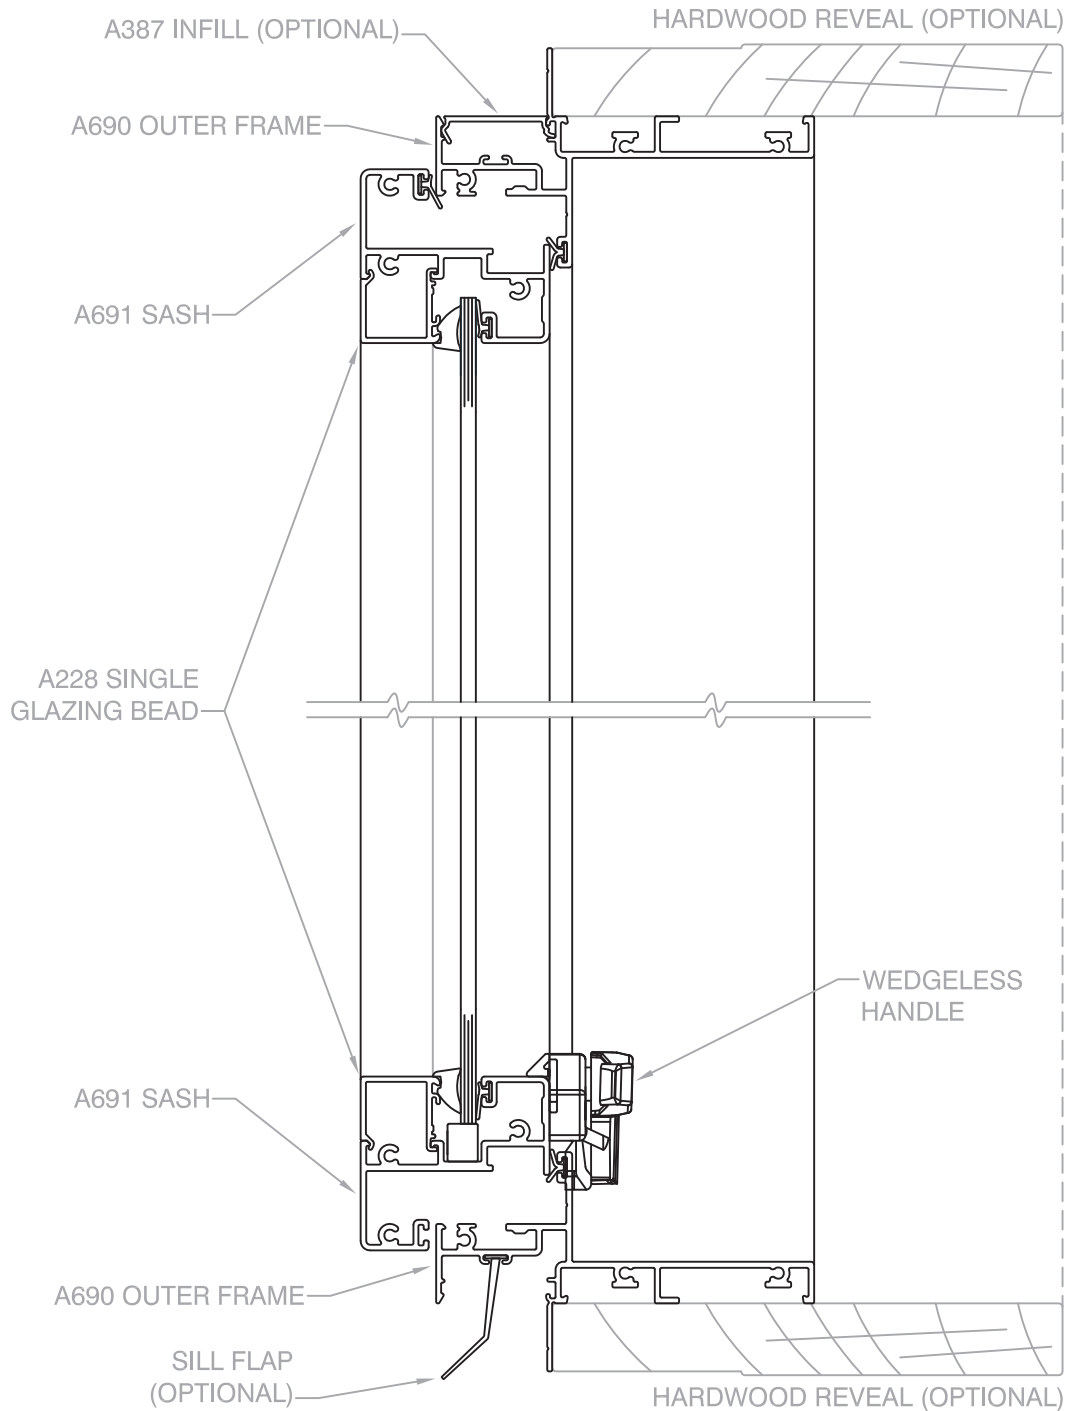 HARDWOOD REVEAL (OPTIONAL)
A387 INFILL (OPTIONAL)
A690 OUTER FRAME
A691 SASH
A228 SINGLE
GLAZING BEAD
WEDGELESS
HANDLE
A691 SASH
A690 OUTER FRAME
SILL FLAP
(OPTIONAL)
HARDWOOD REVEAL (OPTIONAL)